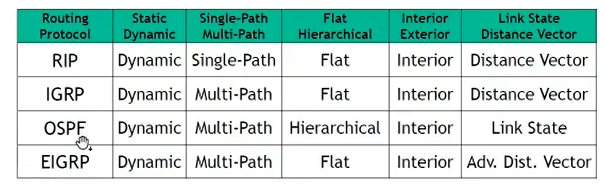 Routing Static Single-Path Flat Interior Link State
Protocol Dynamic Multi-Path Hierarchical Exterior Distance Vector
RIP Dynamic Single-Path Flat Interior Distance Vector
IGRP Dynamic Multi-Path Flat Interior Distance Vector
OSPF Dynamic Multi-Path Hierarchical Interior Link State
EIGRP Dynamic Multi-Path Flat Interior Adv. Dist. Vector